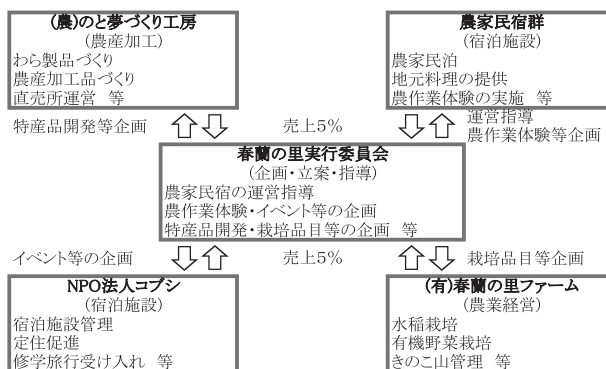 (農)のと夢づくり工房
(農産加工)
わら製品づくり
農産加工品づくり
直売所運営 等
農家民宿群
(宿泊施設)
農家民泊
地元料理の提供
農作業体験の実施 等
特産品開発等企画
売上5%
運営指導
農作業体験等企画
春蘭の里実行委員会
(企画・立案・指導)
農家民宿の運営指導
農作業体験・イベント等の企画
特産品開発・栽培品目等の企画 等
イベント等の企画
売上5%
栽培品目等企画
NPO法人コブシ
(宿泊施設)
宿泊施設管理
定住促進
修学旅行受け入れ 等
(有)春蘭の里ファーム
(農業経営)
水稲栽培
有機野菜栽培
きのこ山管理 等